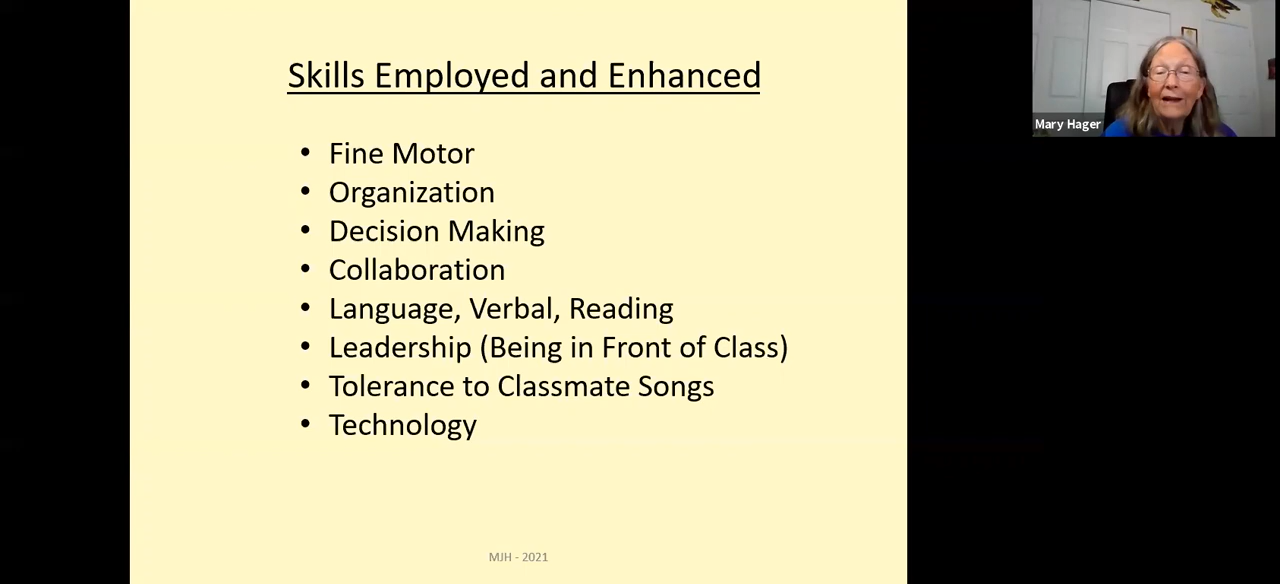 Skills Employed and Enhanced
• Fine Motor
• Organization
• Decision Making
• Collaboration
• Language, Verbal, Reading
• Leadership (Being in Front of Class)
• Tolerance to Classmate Songs
• Technology
MJH - 2021
Mary Hager